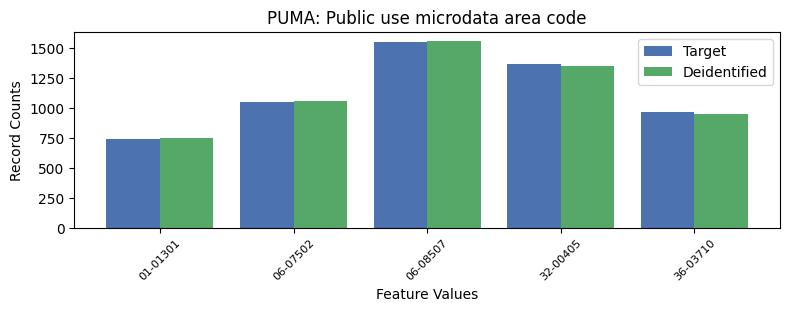 PUMA: Public use microdata area code
Record Counts
1500
1250
1000
750
500
250
0
Target
Deidentified
01-01301
06-07502
06-08507
32-00405
36-03710
Feature Values